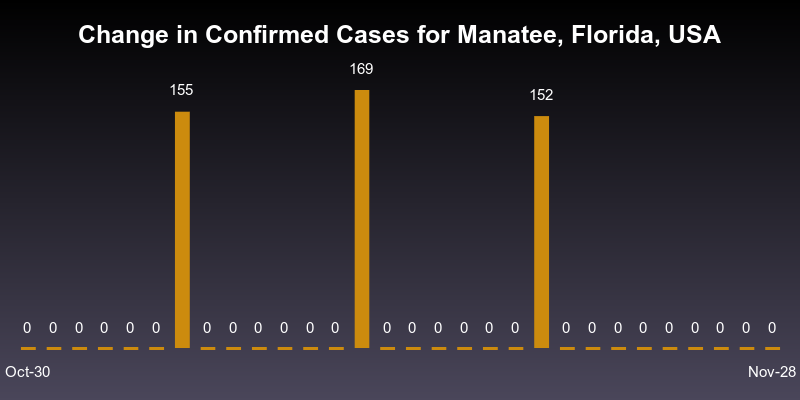 Change in Confirmed Cases for Manatee, Florida, USA
169
155
152
0 0 0 0 0 0 0 0 0 0 0 0 0 0 0 0 0 0 0 0 0 0 0 0 0 0 0
Oct-30 Nov-28